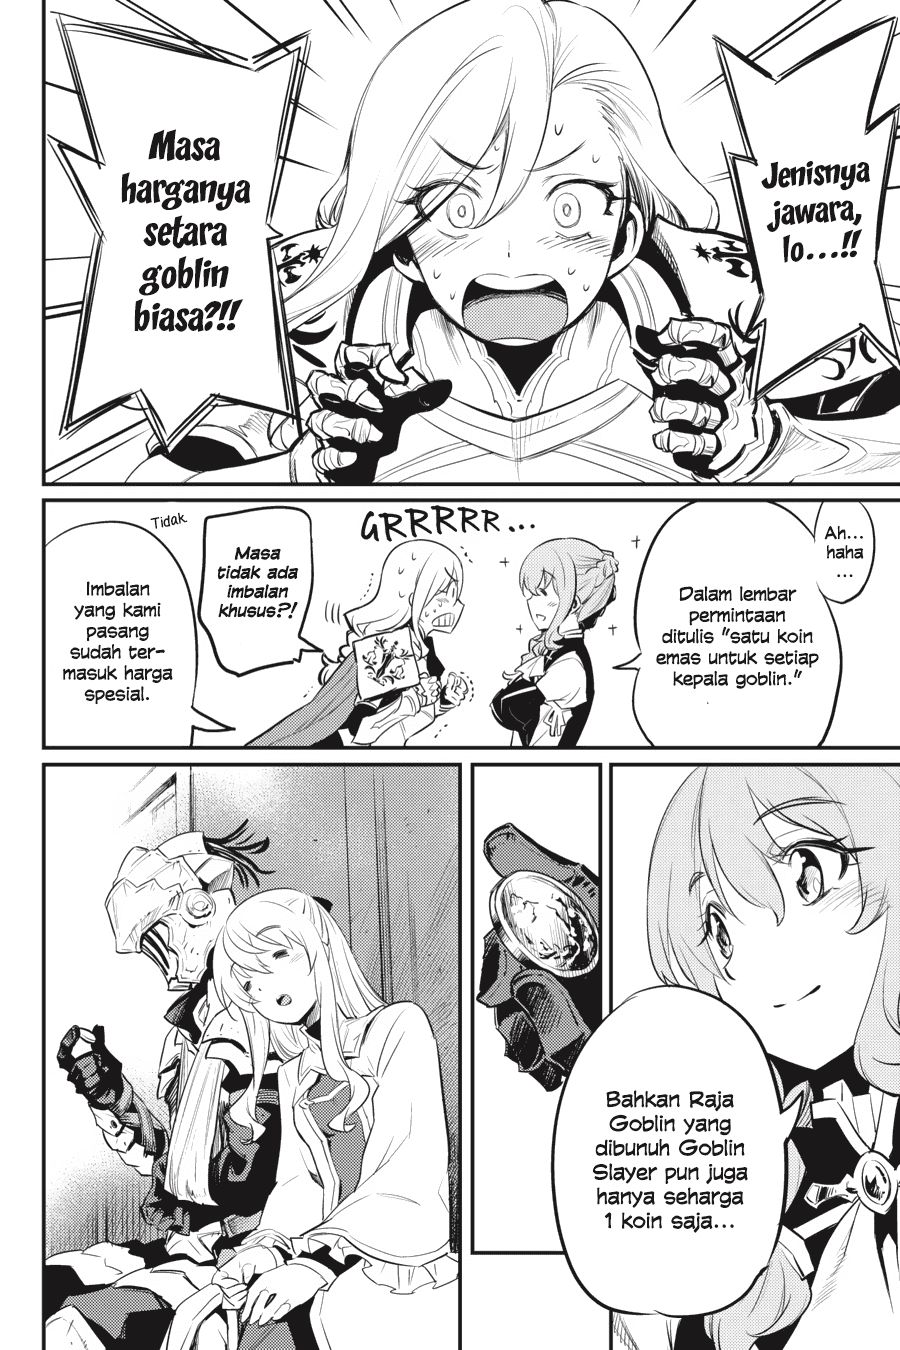 Jenisnya
jawara,
lo...!!
Masa
harganya
setara
goblin
biasa?!!
Ah...
haha
...
Dalam lembar
permintaan
ditulis "satu koin
emas untuk setiap
kepala goblin."
GRRRRR...
Masa
tidak ada
imbalan
khusus?!
Tidak
Imbalan
yang kami
pasang
sudah ter-
masuk harga
spesial.
Bahkan Raja
Goblin yang
dibunuh Goblin
Slayer pun juga
hanya seharga
1 koin saja...